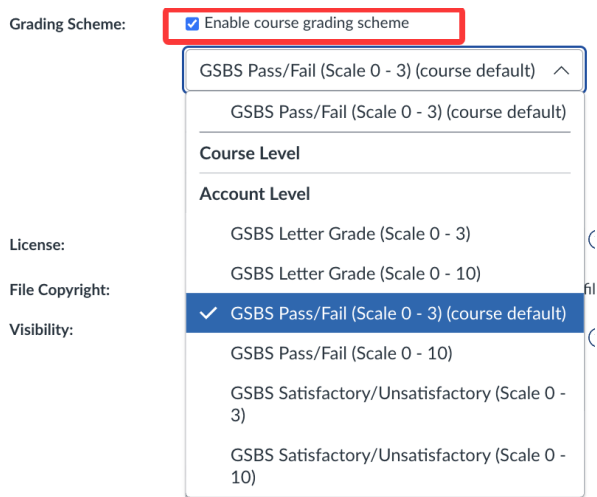 Grading Scheme:
Enable course grading scheme
GSBS Pass/Fail (Scale 0 - 3) (course default)
GSBS Pass/Fail (Scale 0 - 3) (course default)
Course Level
Account Level
GSBS Letter Grade (Scale 0 - 3)
License:
GSBS Letter Grade (Scale 0 - 10)
File Copyright:
GSBS Pass/Fail (Scale 0 - 3) (course default)
Visibility:
GSBS Pass/Fail (Scale 0 - 10)
GSBS Satisfactory/Unsatisfactory (Scale 0 -
3)
GSBS Satisfactory/Unsatisfactory (Scale 0 -
10)